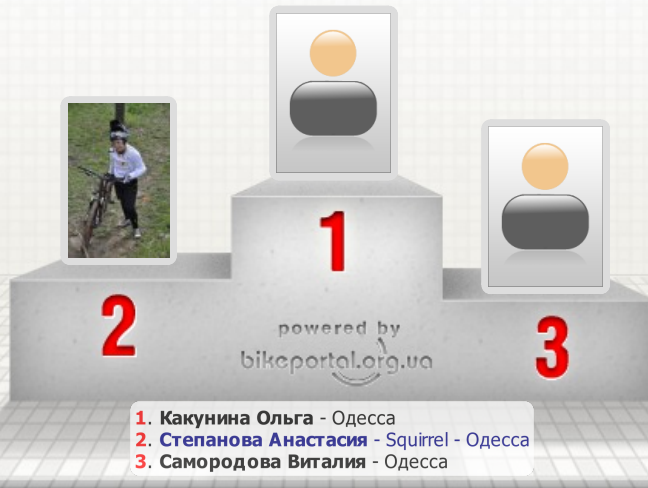 1
2
3
powered by
bikeportal.org.ua
1. Какунина Ольга - Одесса
2. Степанова Анастасия - Squirrel - Одесса
3. Самородова Виталия - Одесса